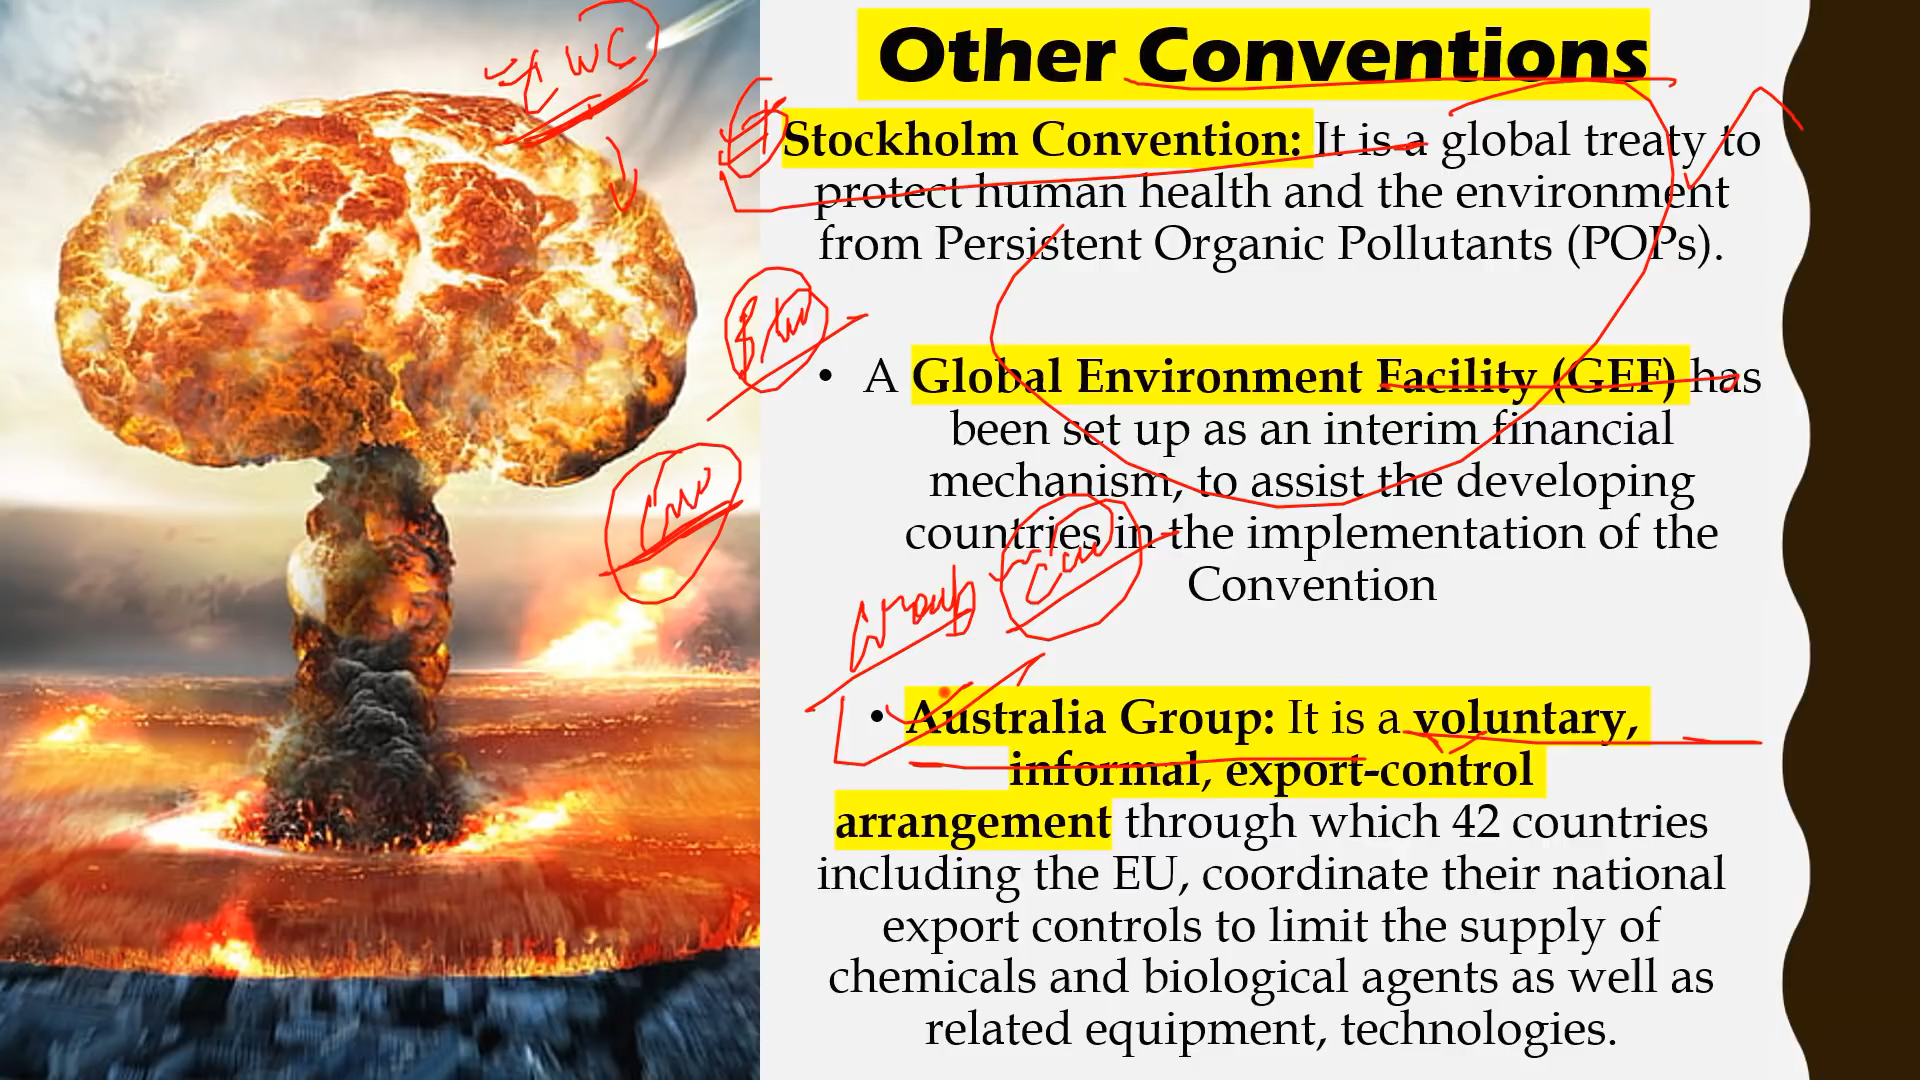 Other Conventions
Stockholm Convention: It is a global treaty to
protect human health and the environment
from Persistent Organic Pollutants (POPs).
• A Global Environment Facility (GEF) has
been set up as an interim financial
mechanism, to assist the developing
countries in the implementation of the
Convention
Group
• Australia Group: It is a voluntary,
informal, export-control
arrangement through which 42 countries
including the EU, coordinate their national
export controls to limit the supply of
chemicals and biological agents as well as
related equipment, technologies.